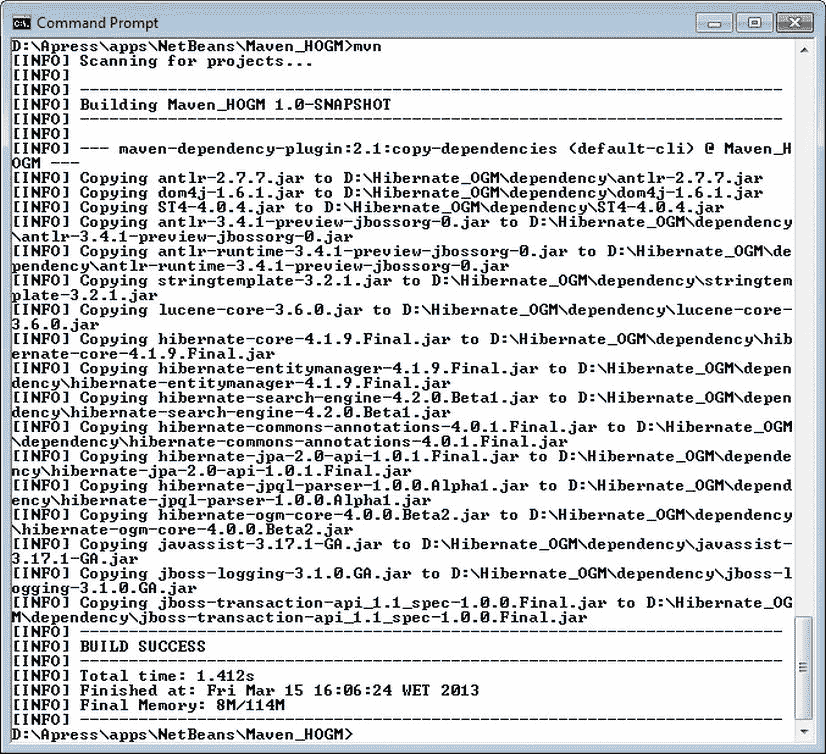 Command Prompt
D:\Apress\apps\NetBeans\Maven_HOGM>mvn
[INFO] Scanning for projects...
[INFO]
[INFO] ------------------------------------------------------------------------
[INFO] Building Maven_HOGM 1.0-SNAPSHOT
[INFO] ------------------------------------------------------------------------
[INFO]
[INFO] --- maven-dependency-plugin:2.1:copy-dependencies (default-cli) @ Maven_H
OGM ---
[INFO] Copying antlr-2.7.7.jar to D:\Hibernate_OGM\dependency\antlr-2.7.7.jar
[INFO] Copying dom4j-1.6.1.jar to D:\Hibernate_OGM\dependency\dom4j-1.6.1.jar
[INFO] Copying ST4-4.0.4.jar to D:\Hibernate_OGM\dependency\ST4-4.0.4.jar
[INFO] Copying antlr-3.4.1-preview-jbossorg-0.jar to D:\Hibernate_OGM\dependency
\antlr-3.4.1-preview-jbossorg-0.jar
[INFO] Copying antlr-runtime-3.4.1-preview-jbossorg-0.jar to D:\Hibernate_OGM\de
pendency\antlr-runtime-3.4.1-preview-jbossorg-0.jar
[INFO] Copying stringtemplate-3.2.1.jar to D:\Hibernate_OGM\dependency\stringtem
plate-3.2.1.jar
[INFO] Copying lucene-core-3.6.0.jar to D:\Hibernate_OGM\dependency\lucene-core-
3.6.0.jar
[INFO] Copying hibernate-core-4.1.9.Final.jar to D:\Hibernate_OGM\dependency\hib
ernate-core-4.1.9.Final.jar
[INFO] Copying hibernate-entitymanager-4.1.9.Final.jar to D:\Hibernate_OGM\depen
dency\hibernate-entitymanager-4.1.9.Final.jar
[INFO] Copying hibernate-search-engine-4.2.0.Beta1.jar to D:\Hibernate_OGM\depen
dency\hibernate-search-engine-4.2.0.Beta1.jar
[INFO] Copying hibernate-commons-annotations-4.0.1.Final.jar to D:\Hibernate_OGM
\dependency\hibernate-commons-annotations-4.0.1.Final.jar
[INFO] Copying hibernate-jpa-2.0-api-1.0.1.Final.jar to D:\Hibernate_OGM\depende
ncy\hibernate-jpa-2.0-api-1.0.1.Final.jar
[INFO] Copying hibernate-jpql-parser-1.0.0.Alpha1.jar to D:\Hibernate_OGM\depend
ency\hibernate-jpql-parser-1.0.0.Alpha1.jar
[INFO] Copying hibernate-ogm-core-4.0.0.Beta2.jar to D:\Hibernate_OGM\dependency
\hibernate-ogm-core-4.0.0.Beta2.jar
[INFO] Copying javassist-3.17.1-GA.jar to D:\Hibernate_OGM\dependency\javassist-
3.17.1-GA.jar
[INFO] Copying jboss-logging-3.1.0.GA.jar to D:\Hibernate_OGM\dependency\jboss-l
ogging-3.1.0.GA.jar
[INFO] Copying jboss-transaction-api_1.1_spec-1.0.0.Final.jar to D:\Hibernate_OG
M\dependency\jboss-transaction-api_1.1_spec-1.0.0.Final.jar
[INFO] ------------------------------------------------------------------------
[INFO] BUILD SUCCESS
[INFO] ------------------------------------------------------------------------
[INFO] Total time: 1.412s
[INFO] Finished at: Fri Mar 15 16:06:24 WET 2013
[INFO] Final Memory: 8M/114M
[INFO] ------------------------------------------------------------------------
D:\Apress\apps\NetBeans\Maven_HOGM>